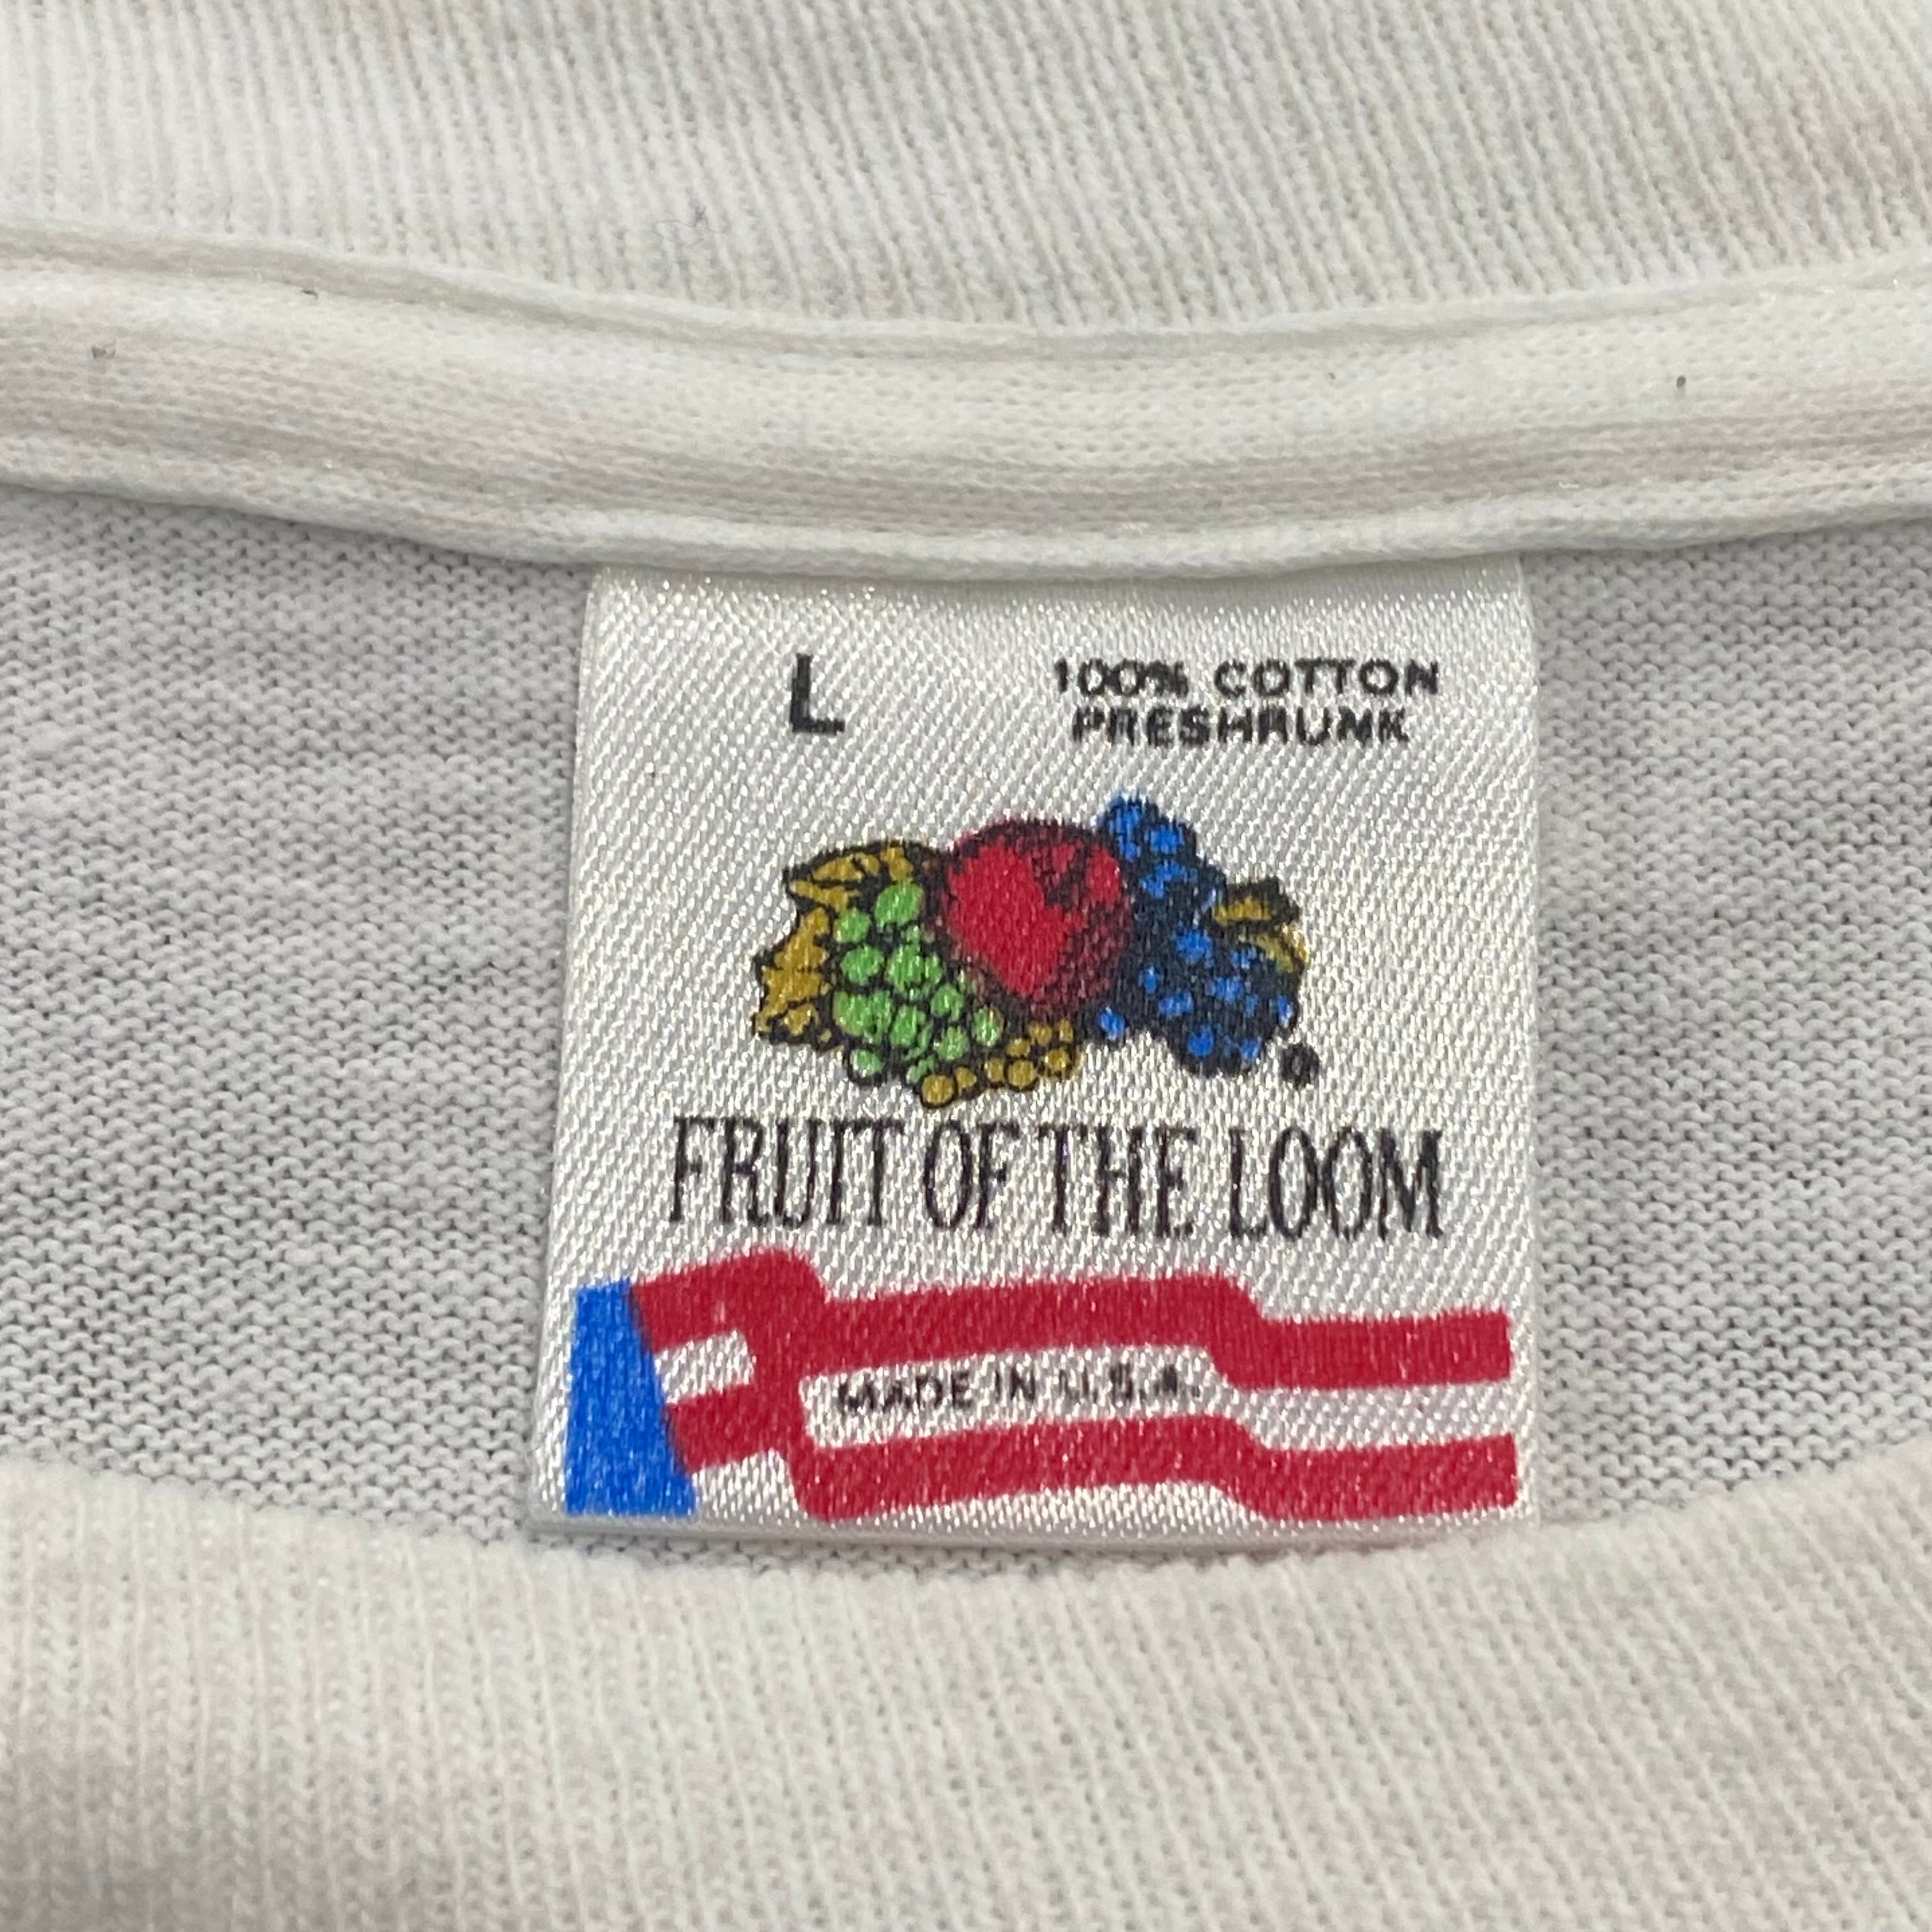 L
100% COTTON
PRESHRUNK
FRUIT OF THE LOOM
MADE IN U.S.A.